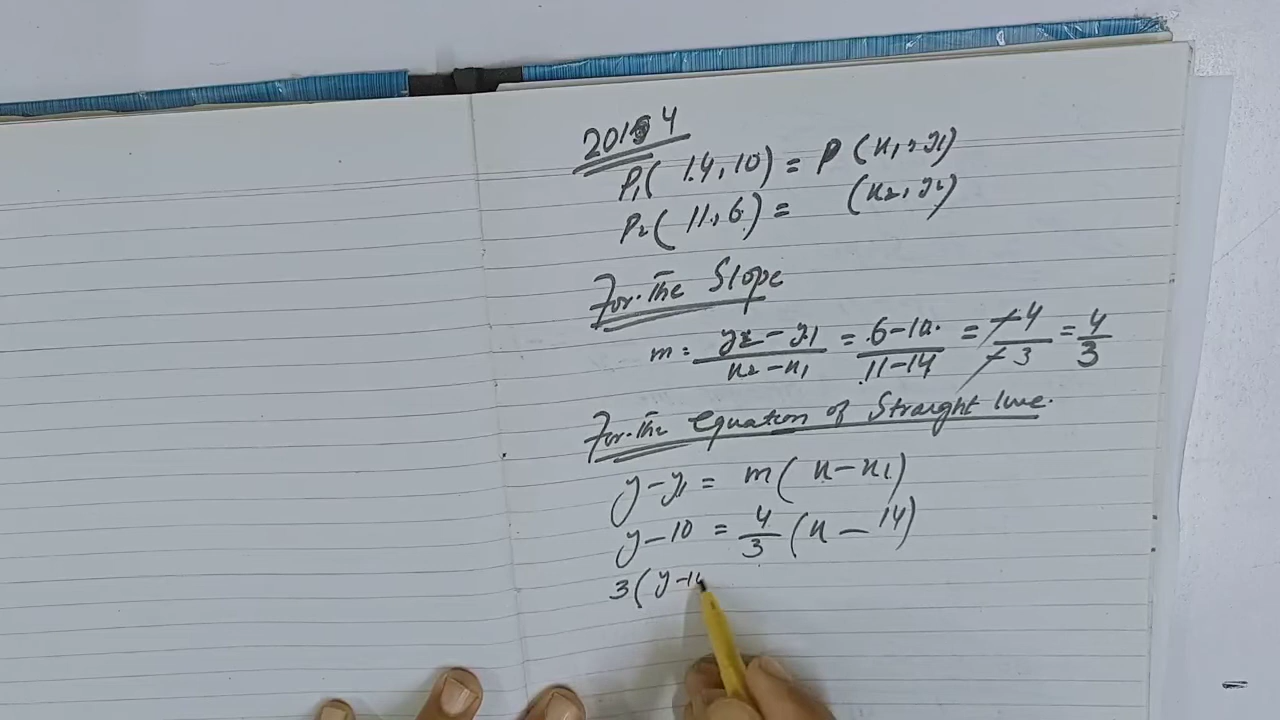 2014
P₁( 14, 10) = P (x₁, y₁)
P₂( 11, 6) = (x₂, y₂)
For The Slope
m = y₂ - y₁ / x₂ - x₁ = 6-10 / 11-14 = -4 / -3 = 4/3
For The equation of Straight line.
y - y₁ = m( x - x₁)
y - 10 = 4/3 (x - 14)
3( y-10